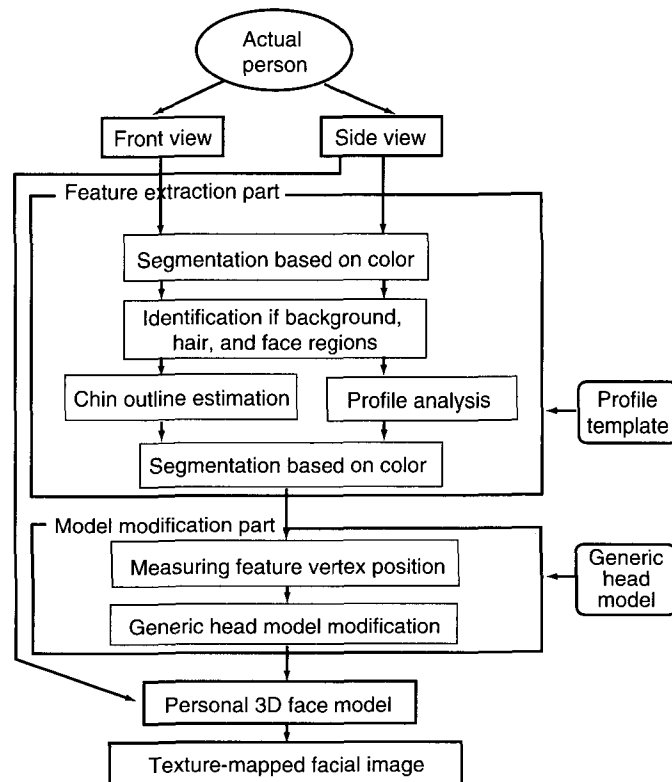 Actual
person
Front view
Side view
Feature extraction part
Segmentation based on color
Identification if background,
hair, and face regions
Chin outline estimation
Profile analysis
Profile
template
Segmentation based on color
Model modification part
Measuring feature vertex position
Generic
head
model
Generic head model modification
Personal 3D face model
Texture-mapped facial image